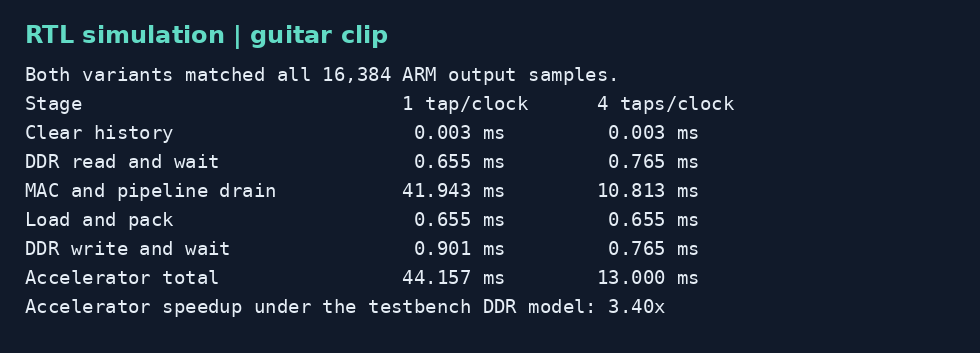 RTL simulation | guitar clip
Both variants matched all 16,384 ARM output samples.
Stage 1 tap/clock 4 taps/clock
Clear history 0.003 ms 0.003 ms
DDR read and wait 0.655 ms 0.765 ms
MAC and pipeline drain 41.943 ms 10.813 ms
Load and pack 0.655 ms 0.655 ms
DDR write and wait 0.901 ms 0.765 ms
Accelerator total 44.157 ms 13.000 ms
Accelerator speedup under the testbench DDR model: 3.40x